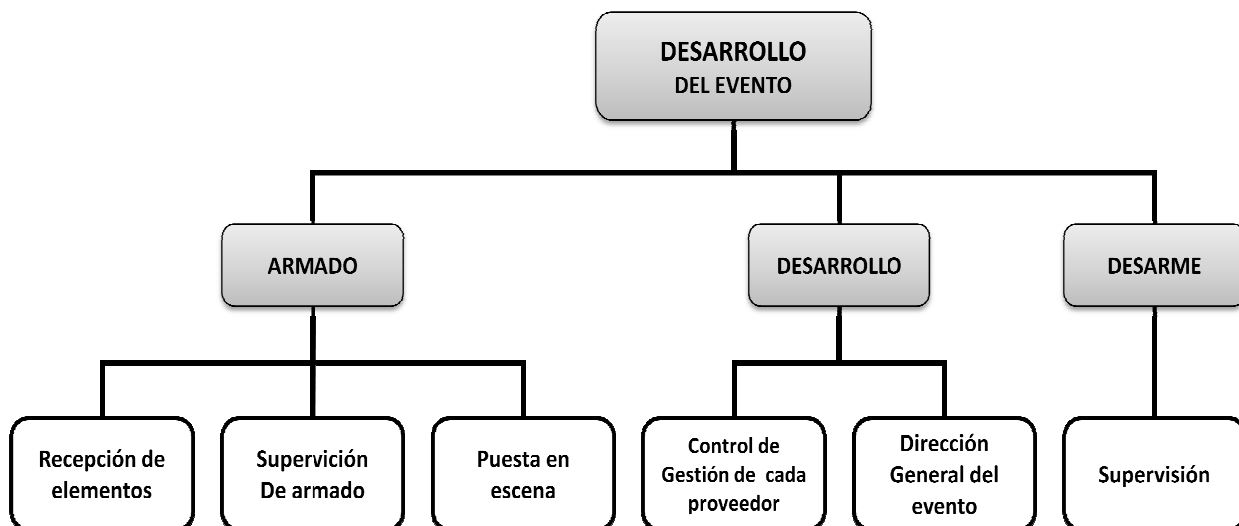 DESARROLLO
DEL EVENTO
ARMADO
DESARROLLO
DESARME
Recepción de
elementos
Supervición
De armado
Puesta en
escena
Control de
Gestión de cada
proveedor
Dirección
General del
evento
Supervisión